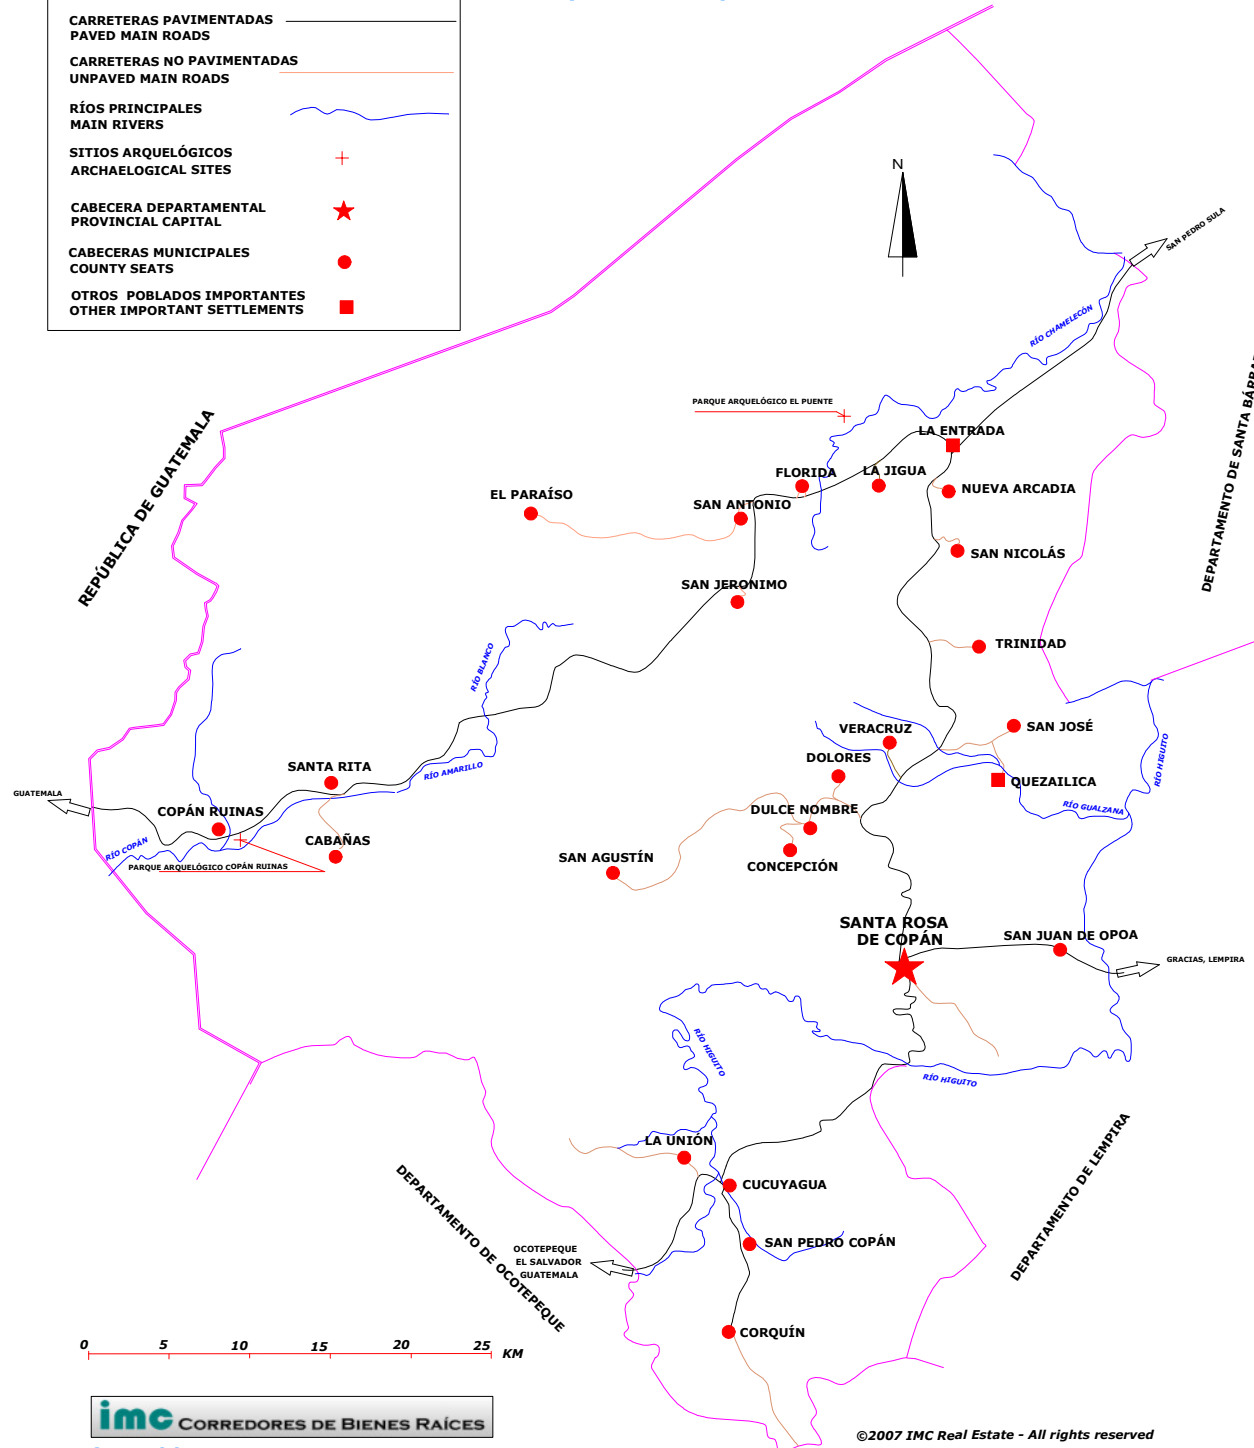 CARRETERAS PAVIMENTADAS
PAVED MAIN ROADS
CARRETERAS NO PAVIMENTADAS
UNPAVED MAIN ROADS
RÍOS PRINCIPALES
MAIN RIVERS
SITIOS ARQUELÓGICOS
ARCHAELOGICAL SITES
CABECERA DEPARTAMENTAL
PROVINCIAL CAPITAL
CABECERAS MUNICIPALES
COUNTY SEATS
OTROS POBLADOS IMPORTANTES
OTHER IMPORTANT SETTLEMENTS
N
SAN PEDRO SULA
RÍO CHAMELECÓN
PARQUE ARQUELÓGICO EL PUENTE
LA ENTRADA
REPÚBLICA DE GUATEMALA
DEPARTAMENTO DE SANTA BÁRBAR
FLORIDA
LA JIGUA
EL PARAÍSO
SAN ANTONIO
NUEVA ARCADIA
SAN NICOLÁS
SAN JERONIMO
TRINIDAD
RÍO BLANCO
SAN JOSÉ
VERACRUZ
RÍO HIGUITO
DOLORES
SANTA RITA
RÍO AMARILLO
QUEZAILICA
GUATEMALA
COPÁN RUINAS
DULCE NOMBRE
RÍO GUALZANA
RÍO COPÁN
CABAÑAS
SAN AGUSTÍN
CONCEPCIÓN
PARQUE ARQUELÓGICO COPÁN RUINAS
SANTA ROSA
DE COPÁN
SAN JUAN DE OPOA
GRACIAS, LEMPIRA
RÍO HIGUITO
RÍO HIGUITO
LA UNIÓN
DEPARTAMENTO DE LEMPIRA
DEPARTAMENTO DE OCOTEPEQUE
CUCUYAGUA
SAN PEDRO COPÁN
OCOTEPEQUE
EL SALVADOR
GUATEMALA
CORQUÍN
0 5 10 15 20 25 KM
imc CORREDORES DE BIENES RAÍCES
©2007 IMC Real Estate - All rights reserved